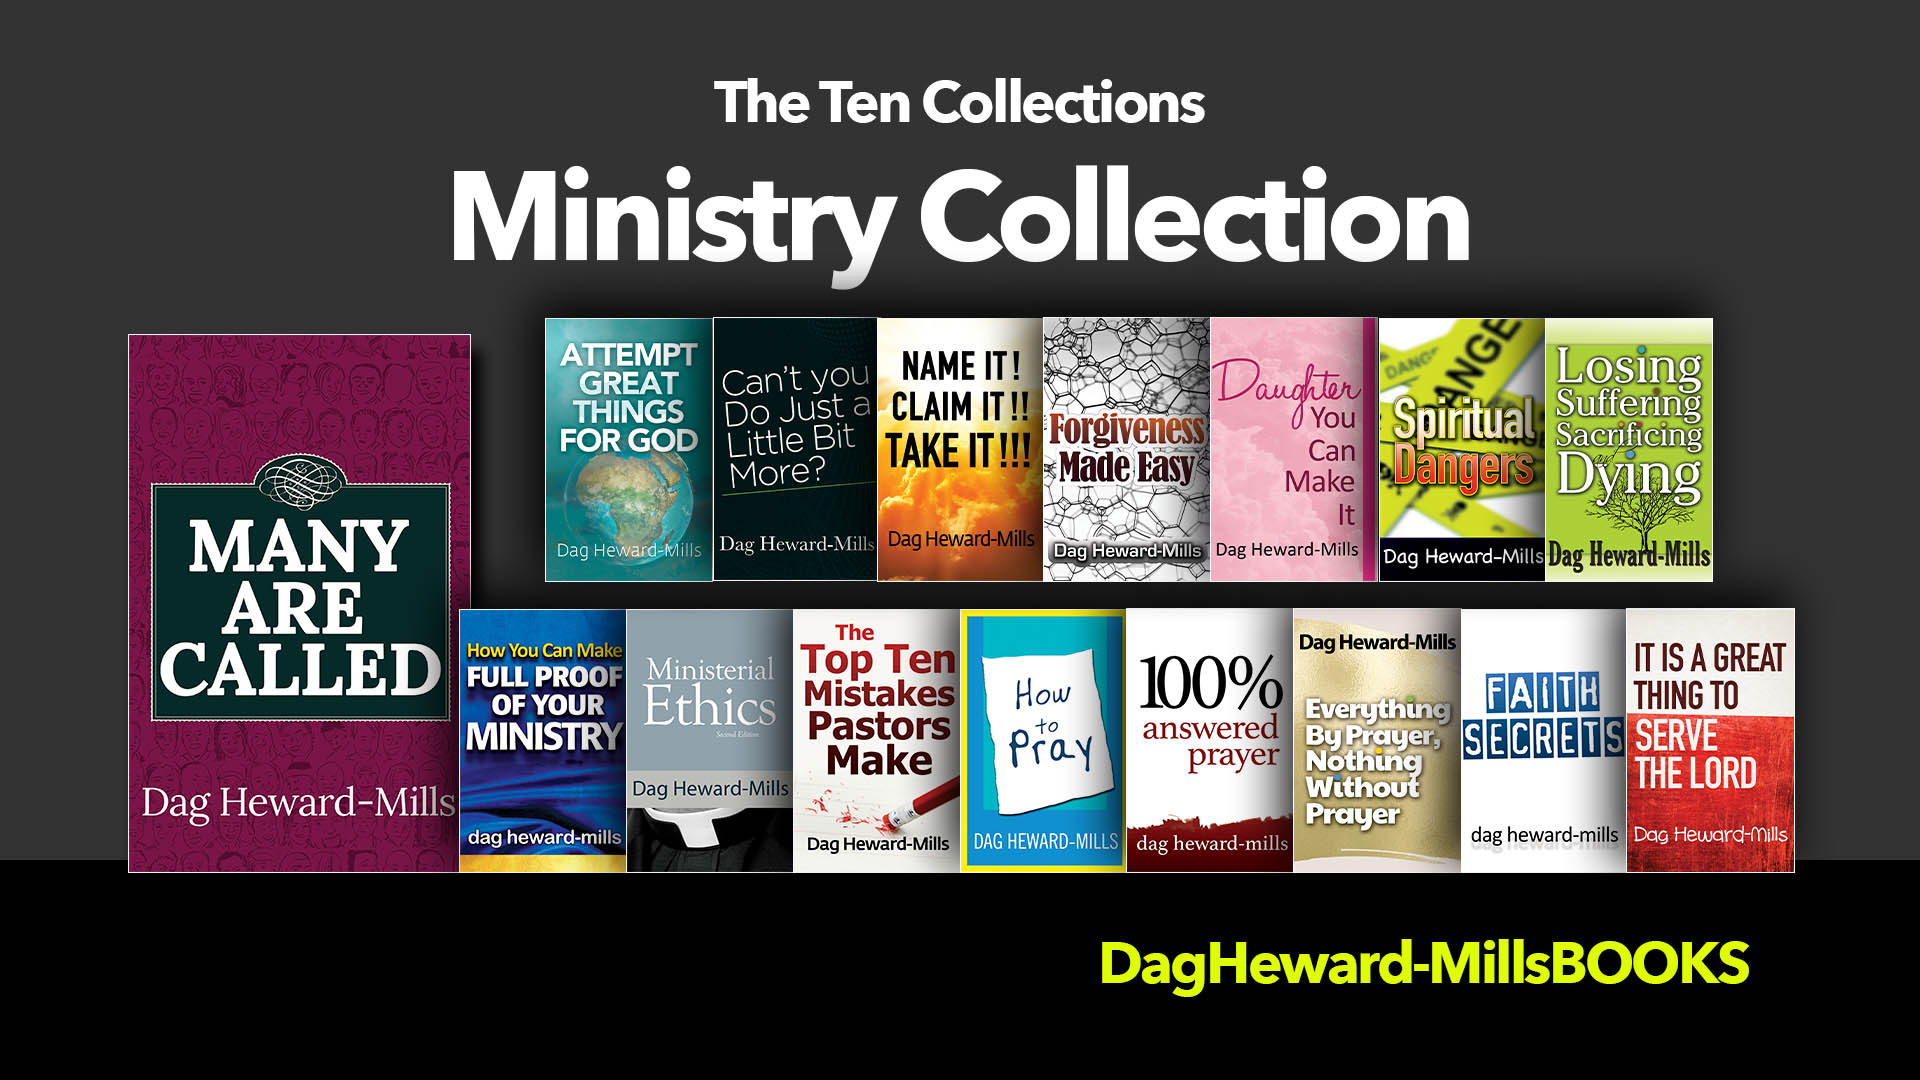 The Ten Collections
Ministry Collection
MANY
ARE
CALLED
Dag Heward-Mills
ATTEMPT
GREAT
THINGS
FOR GOD
Dag Heward-Mills
Can't you
Do Just a
Little Bit
More?
Dag Heward-Mills
NAME IT!
CLAIM IT!!
TAKE IT!!!
Dag Heward-Mills
Forgiveness
Made Easy
Dag Heward-Mills
Daughter
You
Can
Make
It
Dag Heward-Mills
DANGER
Spiritual
Dangers
Dag Heward-Mills
Losing
Suffering
Sacrificing
and
Dying
Dag Heward-Mills
How You Can Make
FULL PROOF
OF YOUR
MINISTRY
dag heward-mills
Ministerial
Ethics
Second Edition
Dag Heward-Mills
The
Top Ten
Mistakes
Pastors
Make
Dag Heward-Mills
How
to
Pray
DAG HEWARD-MILLS
100%
answered
prayer
dag heward-mills
Dag Heward-Mills
Everything
By Prayer,
Nothing
Without
Prayer
FAITH
SECRETS
dag heward-mills
IT IS A GREAT
THING TO
SERVE
THE LORD
Dag Heward-Mills
DagHeward-MillsBOOKS